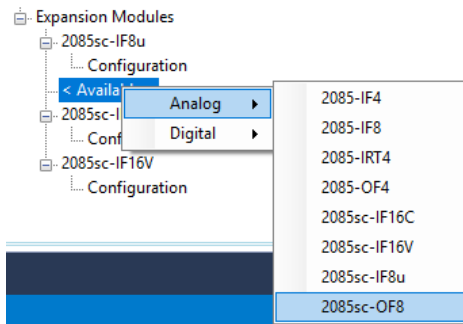 Expansion Modules
2085sc-IF8u
Configuration
< Availa
2085sc-I
Conf
2085sc-IF16V
Configuration
Analog
Digital
2085-IF4
2085-IF8
2085-IRT4
2085-OF4
2085sc-IF16C
2085sc-IF16V
2085sc-IF8u
2085sc-OF8